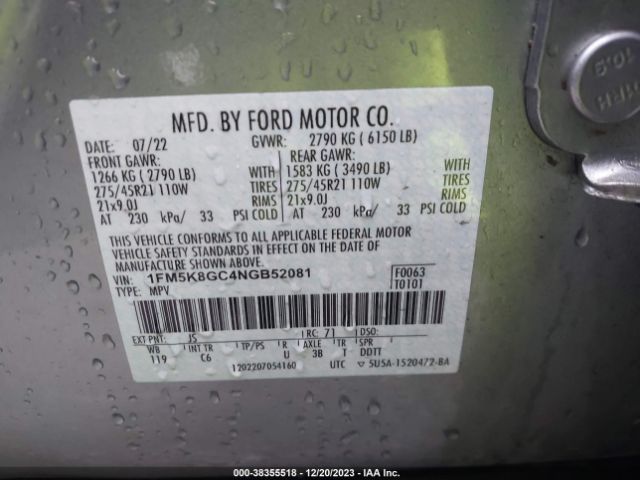 MFD. BY FORD MOTOR CO.
DATE: 07/22 GVWR: 2790 KG ( 6150 LB)
FRONT GAWR: REAR GAWR:
1266 KG ( 2790 LB) WITH 1583 KG ( 3490 LB) WITH
275/45R21 110W TIRES 275/45R21 110W TIRES
21x9.0J RIMS 21x9.0J RIMS
AT 230 kPa/ 33 PSI COLD AT 230 kPa/ 33 PSI COLD
THIS VEHICLE CONFORMS TO ALL APPLICABLE FEDERAL MOTOR
VEHICLE SAFETY STANDARDS IN EFFECT ON THE DATE OF
MANUFACTURE SHOWN ABOVE.
VIN: 1FM5K8GC4NGB52081 F0063
TYPE: MPV T0101
EXT PNT: JS RC: 71 DSO:
WB INT TR TP/PS R AXLE TR SPR
119 C6 U 3B T DDTT
1202207054160 UTC SU5A-1520472-BA
10.9
000-38355518 - 12/20/2023 - IAA Inc.